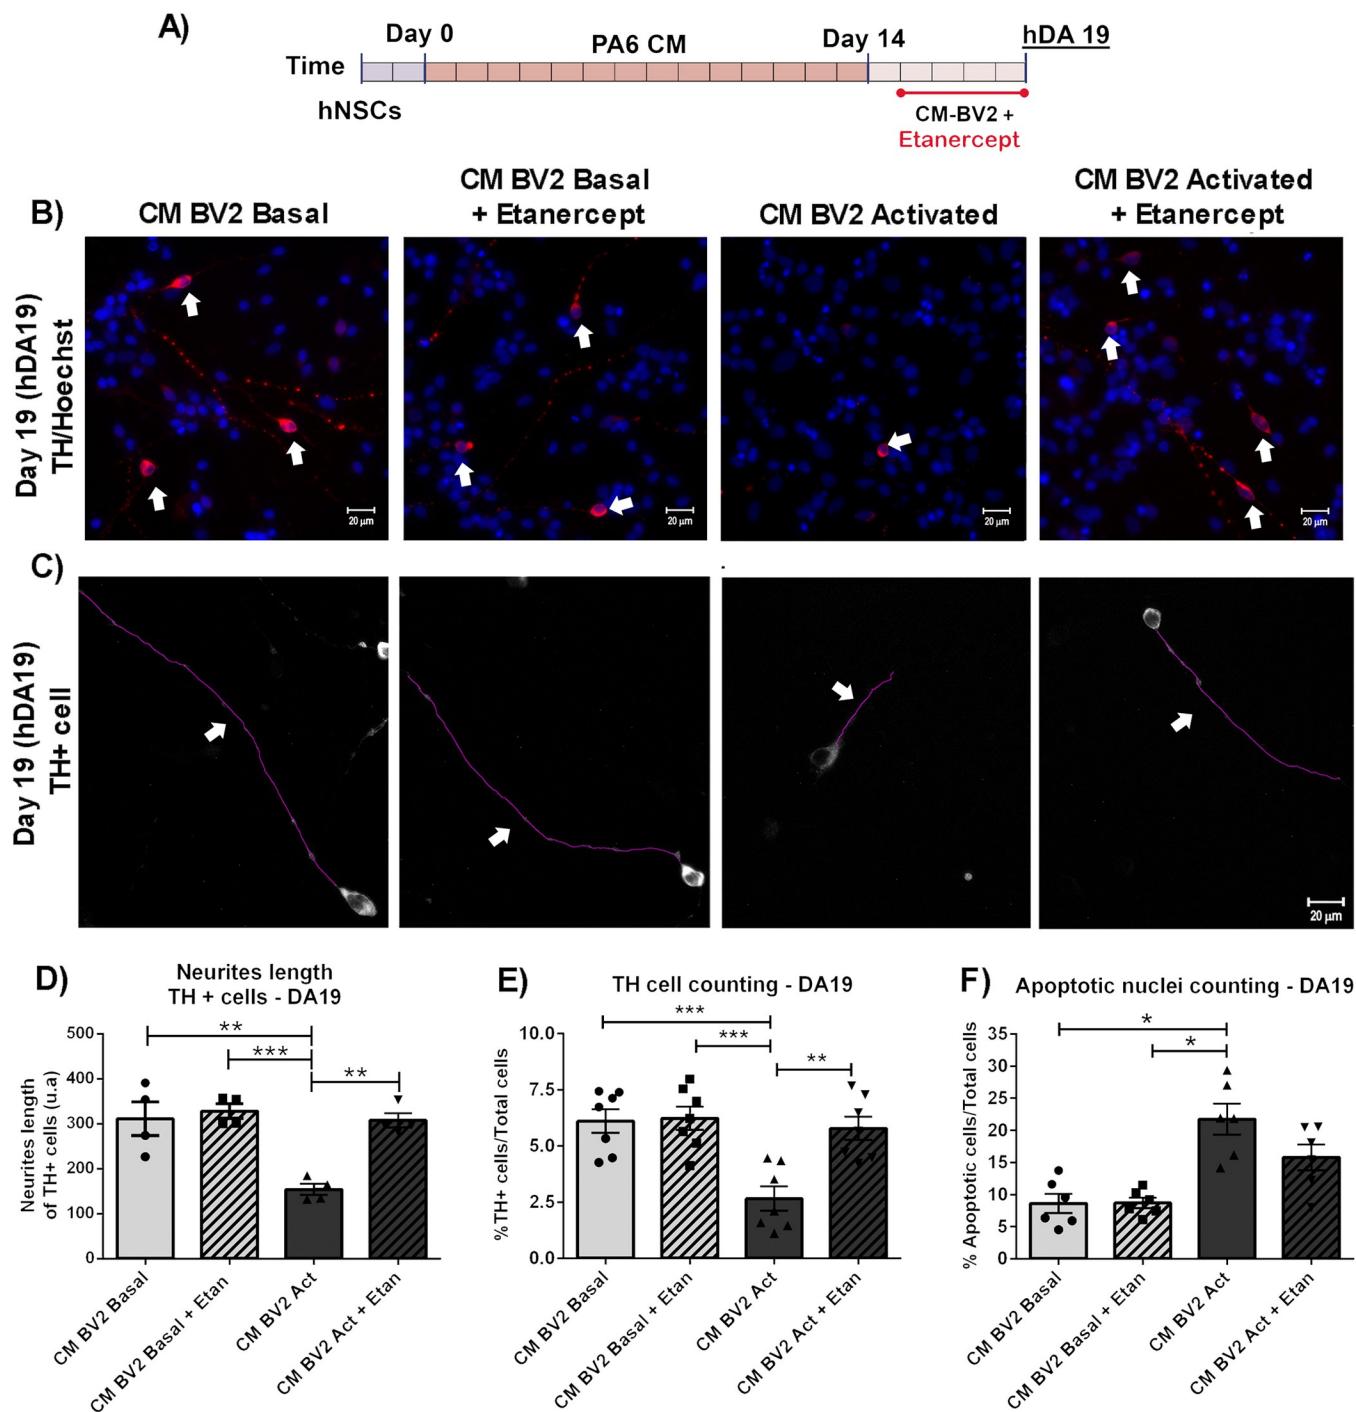 A)
Day 0
PA6 CM
Day 14
hDA 19
Time
hNSCs
CM-BV2 +
Etanercept
B)
CM BV2 Basal
CM BV2 Basal
+ Etanercept
CM BV2 Activated
CM BV2 Activated
+ Etanercept
Day 19 (hDA19)
TH/Hoechst
20 µm
20 µm
20 µm
20 µm
C)
Day 19 (hDA19)
TH+ cell
20 µm
D)
Neurites length
TH + cells - DA19
Neurites length
of TH+ cells (u.a)
500
400
300
200
100
0
**
***
**
CM BV2 Basal
CM BV2 Basal + Etan
CM BV2 Act
CM BV2 Act + Etan
E)
TH cell counting - DA19
%TH+ cells/Total cells
10.0
7.5
5.0
2.5
0.0
***
***
**
CM BV2 Basal
CM BV2 Basal + Etan
CM BV2 Act
CM BV2 Act + Etan
F)
Apoptotic nuclei counting - DA19
% Apoptotic cells/Total cells
35
30
25
20
15
10
5
0
*
*
CM BV2 Basal
CM BV2 Basal + Etan
CM BV2 Act
CM BV2 Act + Etan